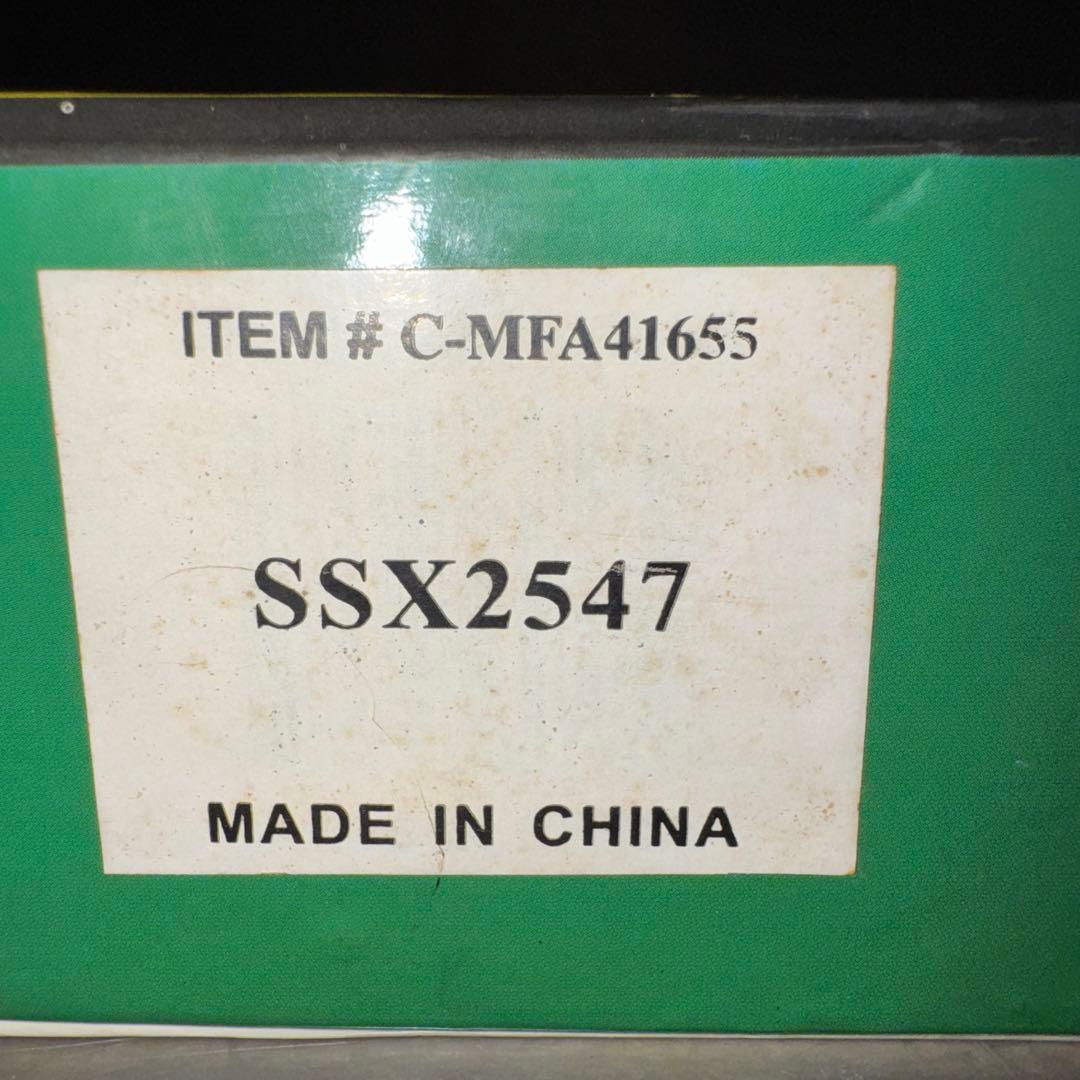 ITEM # C-MFA41655
SSX2547
MADE IN CHINA